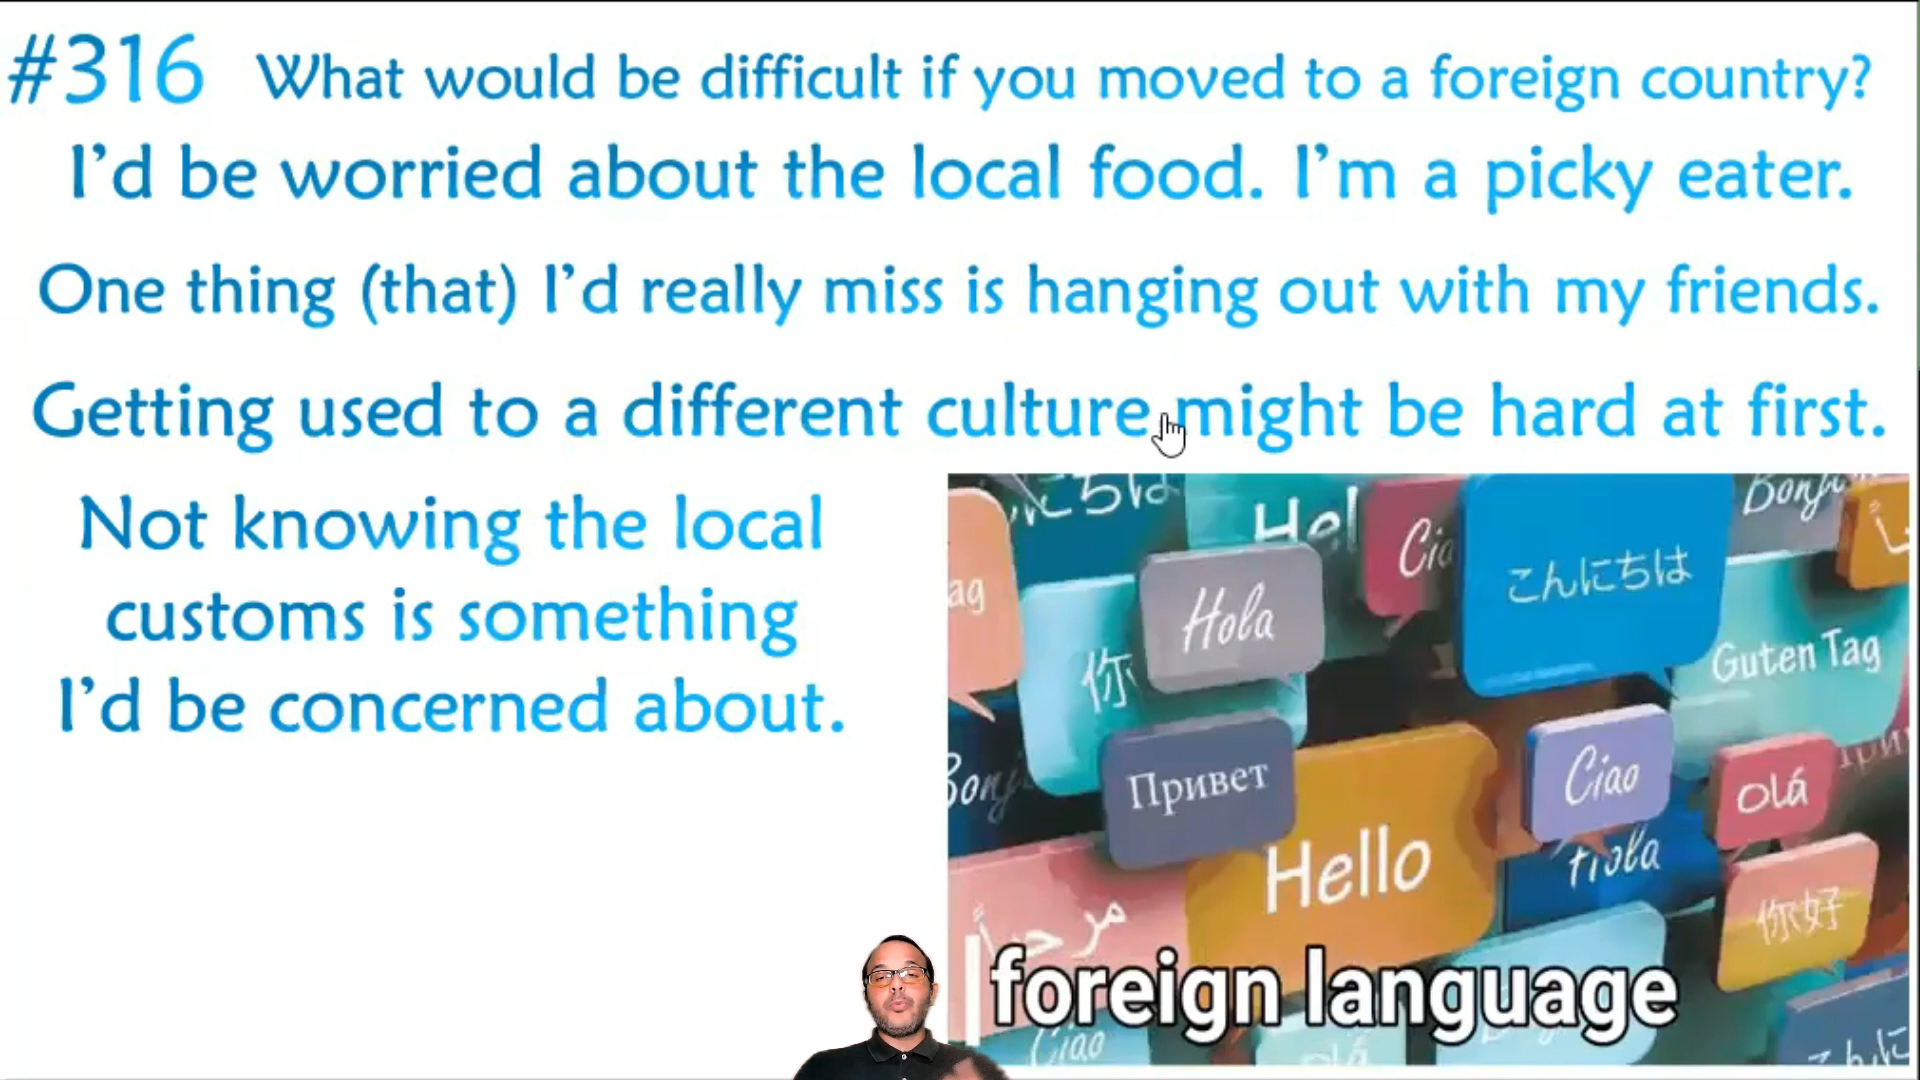 #316 What would be difficult if you moved to a foreign country?
I'd be worried about the local food. I'm a picky eater.
One thing (that) I'd really miss is hanging out with my friends.
Getting used to a different culture might be hard at first.
Not knowing the local
customs is something
I'd be concerned about.
Hola
こんにちは
Guten Tag
Привет
Ciao
Olá
Hello
Hola
你好
مرحباً
foreign language
Ciao